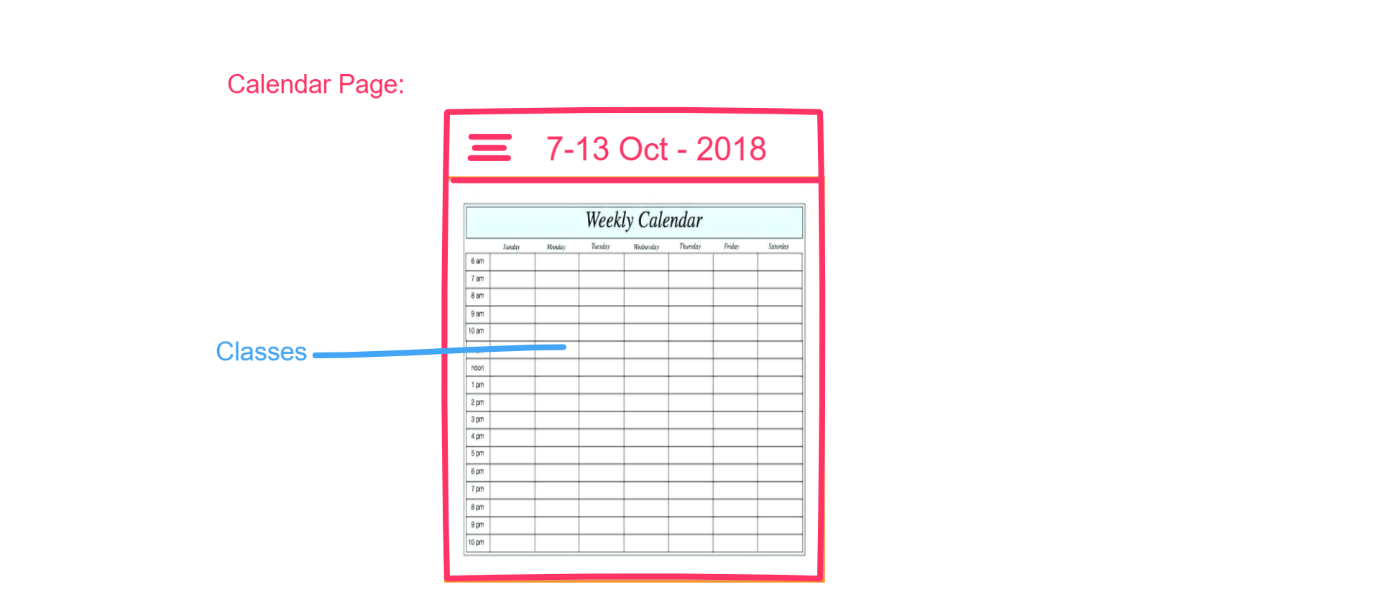 Calendar Page:
7-13 Oct - 2018
Weekly Calendar
Sunday Monday Tuesday Wednesday Thursday Friday Saturday
6 am
7 am
8 am
9 am
10 am
Classes
noon
1 pm
2 pm
3 pm
4 pm
5 pm
6 pm
7 pm
8 pm
9 pm
10 pm